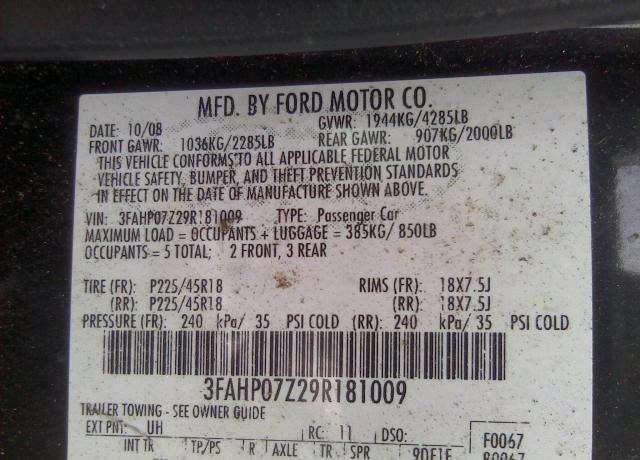 MFD. BY FORD MOTOR CO.
DATE: 10/08 GVWR: 1944KG/4285LB
FRONT GAWR: 1036KG/2285LB REAR GAWR: 907KG/2000LB
THIS VEHICLE CONFORMS TO ALL APPLICABLE FEDERAL MOTOR
VEHICLE SAFETY, BUMPER, AND THEFT PREVENTION STANDARDS
IN EFFECT ON THE DATE OF MANUFACTURE SHOWN ABOVE.
VIN: 3FAHP07Z29R181009 TYPE: Passenger Car
MAXIMUM LOAD = OCCUPANTS + LUGGAGE = 385KG/ 850LB
OCCUPANTS = 5 TOTAL; 2 FRONT, 3 REAR
TIRE (FR): P225/45R18 RIMS (FR): 18X7.5J
(RR): P225/45R18 (RR): 18X7.5J
PRESSURE (FR): 240 kPa/ 35 PSI COLD (RR): 240 kPa/ 35 PSI COLD
3FAHP07Z29R181009
TRAILER TOWING - SEE OWNER GUIDE
EXT PNT: UH RC: 11 DSO: F0067
INT TR TP/PS R AXLE TR SPR